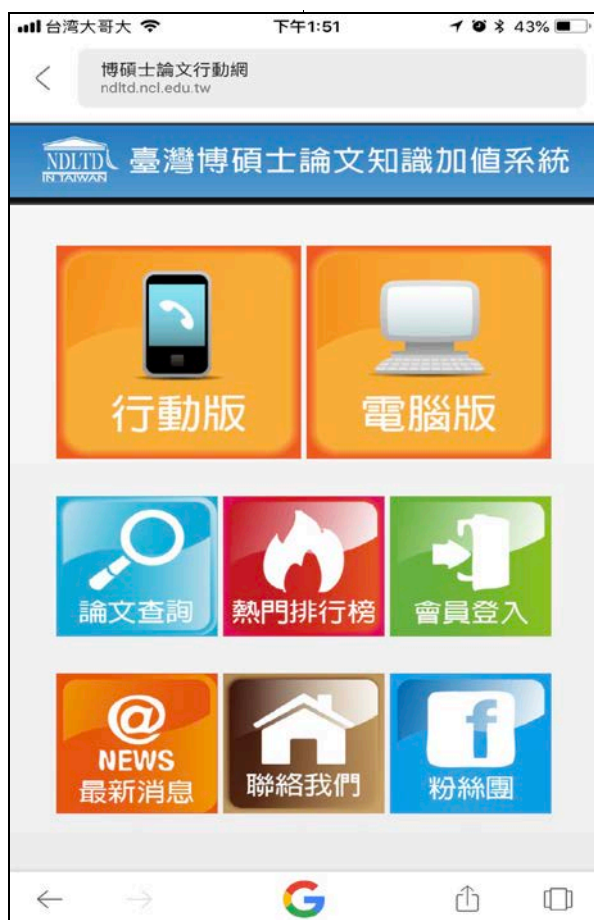 台湾大哥大 下午1:51 43%
博碩士論文行動網
ndltd.ncl.edu.tw
NDLTD
IN TAIWAN
臺灣博碩士論文知識加值系統
行動版 電腦版
論文查詢 熱門排行榜 會員登入
@
NEWS
最新消息 聯絡我們 粉絲團